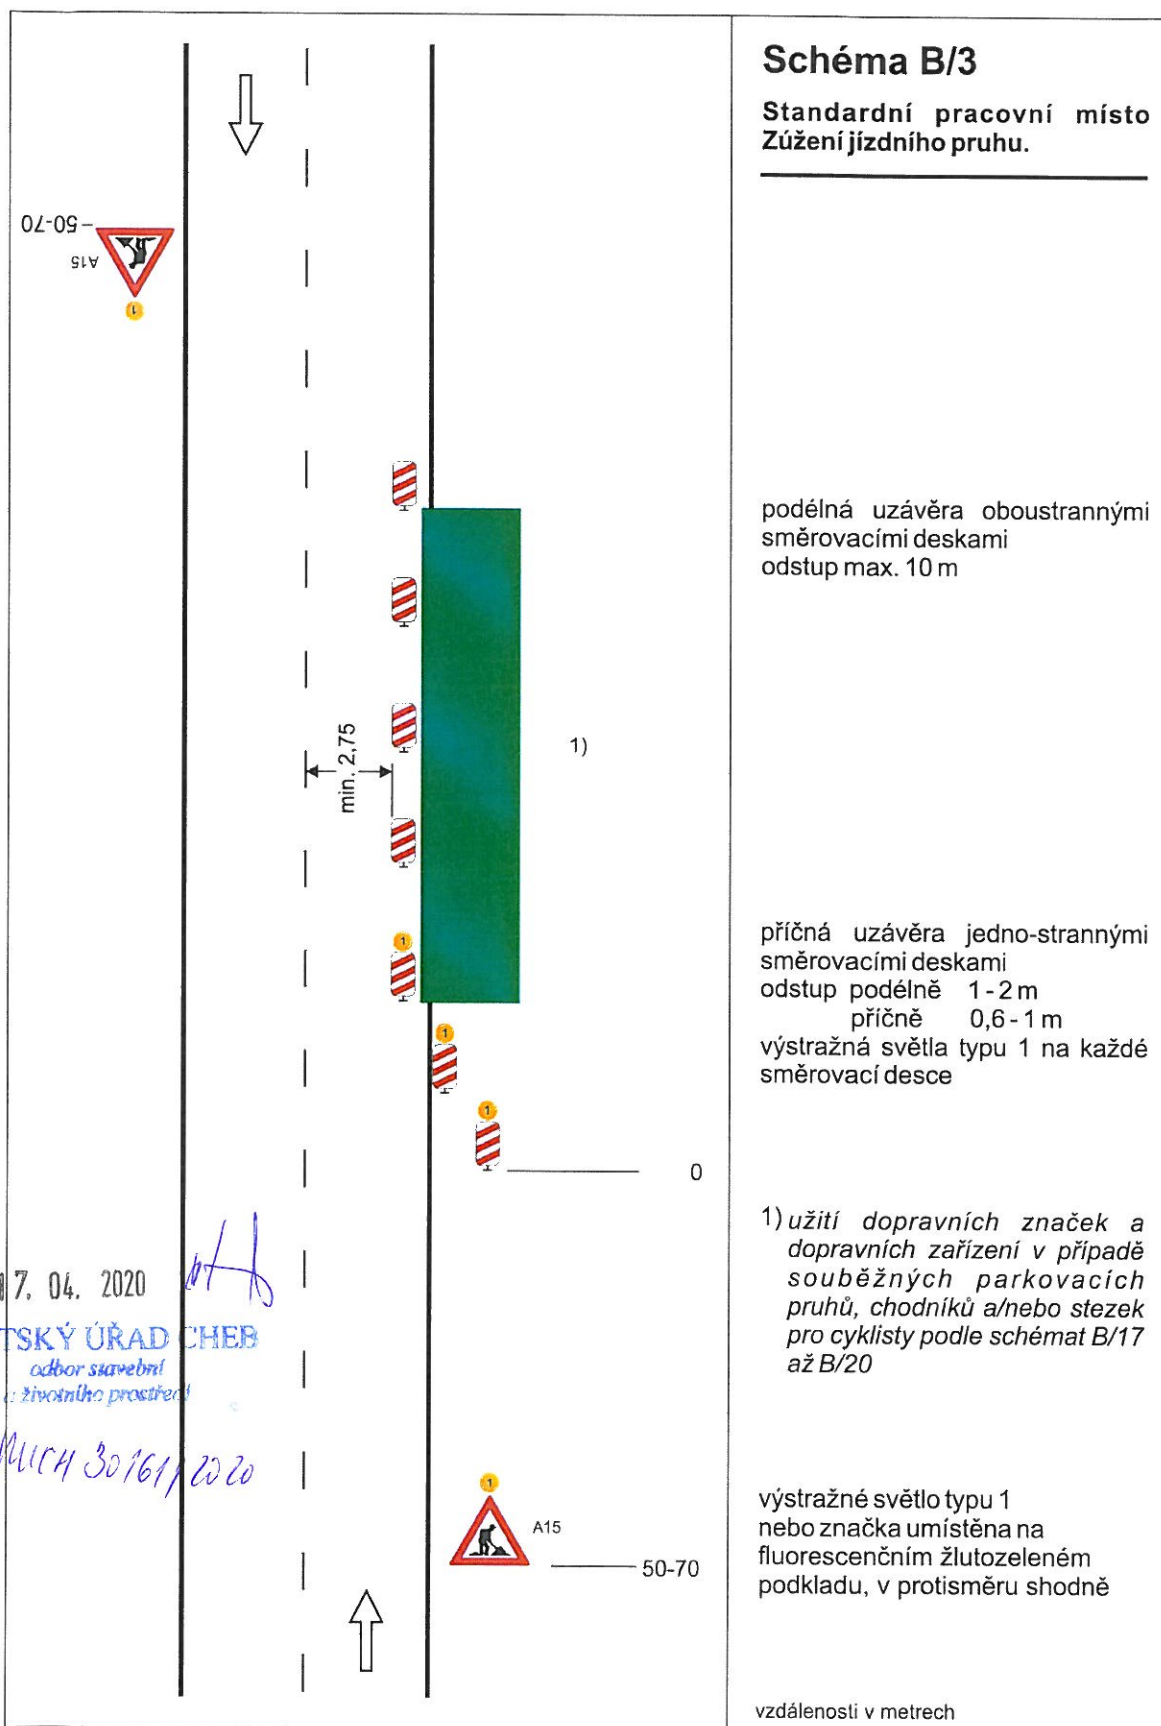 Schéma B/3
Standardní pracovní místo
Zúžení jízdního pruhu.
50-70
A15
1
podélná uzávěra oboustrannými
směrovacími deskami
odstup max. 10 m
min. 2,75
1)
1
příčná uzávěra jedno-strannými
směrovacími deskami
odstup podélně 1-2 m
příčně 0,6-1 m
výstražná světla typu 1 na každé
směrovací desce
1
1
0
1) užití dopravních značek a
dopravních zařízení v případě
souběžných parkovacích
pruhů, chodníků a/nebo stezek
pro cyklisty podle schémat B/17
až B/20
7. 04. 2020
TSKÝ ÚŘAD CHEB
odbor stavební
a životního prostředí
30161/2020
1
A15
50-70
výstražné světlo typu 1
nebo značka umístěna na
fluorescenčním žlutozeleném
podkladu, v protisměru shodně
vzdálenosti v metrech